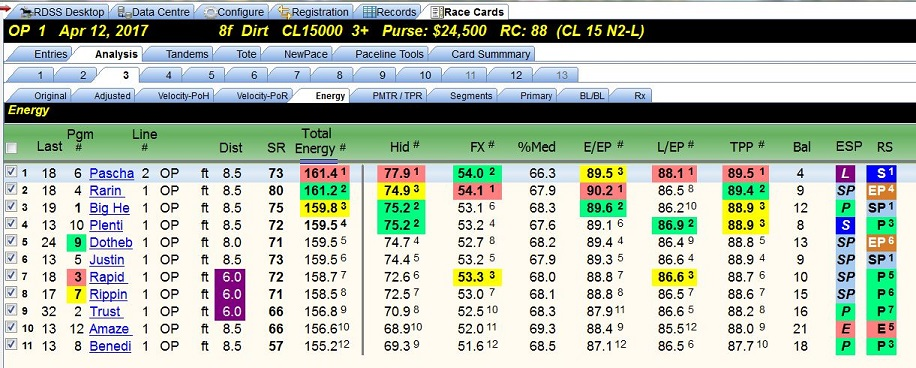 RDSS Desktop Data Centre Configure Registration Records Race Cards
OP 1 Apr 12, 2017 8f Dirt CL15000 3+ Purse: $24,500 RC: 88 (CL 15 N2-L)
Entries Analysis Tandems Tote NewPace Paceline Tools Card Summmary
1 2 3 4 5 6 7 8 9 10 11 12 13
Original Adjusted Velocity-PoH Velocity-PoR Energy PMTR / TPR Segments Primary BL/BL Rx
Energy
Last Pgm # Line # Dist SR Total Energy # Hid # FX # %Med E/EP # L/EP # TPP # Bal ESP RS
1 18 6 Pascha 2 OP ft 8.5 73 161.4 1 77.9 1 54.0 2 66.3 89.5 3 88.1 1 89.5 1 4 L S 1
2 18 4 Rarin 1 OP ft 8.5 80 161.2 2 74.9 3 54.1 1 67.9 90.2 1 86.5 8 89.4 2 9 SP EP 4
3 19 1 Big He 1 OP ft 8.5 75 159.8 3 75.2 2 53.1 6 68.3 89.6 2 86.2 10 88.9 3 12 P SP 1
4 13 10 Plenti 1 OP ft 8.5 72 159.5 4 75.2 2 53.2 4 67.6 89.1 6 86.9 2 88.9 3 8 S P 3
5 24 9 Dotheb 1 OP ft 8.0 71 159.5 5 74.7 4 52.7 8 68.2 89.4 4 86.4 9 88.8 5 13 SP EP 6
6 13 5 Justin 1 OP ft 8.5 73 159.5 6 74.4 5 53.2 5 67.9 89.3 5 86.6 4 88.9 4 9 SP SP 1
7 18 3 Rapid 1 OP ft 6.0 72 158.7 7 72.6 6 53.3 3 68.0 88.8 7 86.6 3 88.7 6 10 SP P 5
8 17 7 Rippin 1 OP ft 6.0 71 158.5 8 72.5 7 53.0 7 68.1 88.8 8 86.5 7 88.6 7 15 SP P 6
9 32 2 Trust 1 OP ft 6.0 66 156.8 9 70.9 8 52.5 10 68.3 87.9 11 86.6 5 88.2 8 16 P P 7
10 13 12 Amaze 1 OP ft 8.5 66 156.6 10 68.9 10 52.0 11 69.3 88.4 9 85.5 12 88.0 9 21 E E 5
11 13 8 Benedi 1 OP ft 8.5 57 155.2 12 69.3 9 51.6 12 68.5 87.1 12 86.5 6 87.7 10 18 P P 3